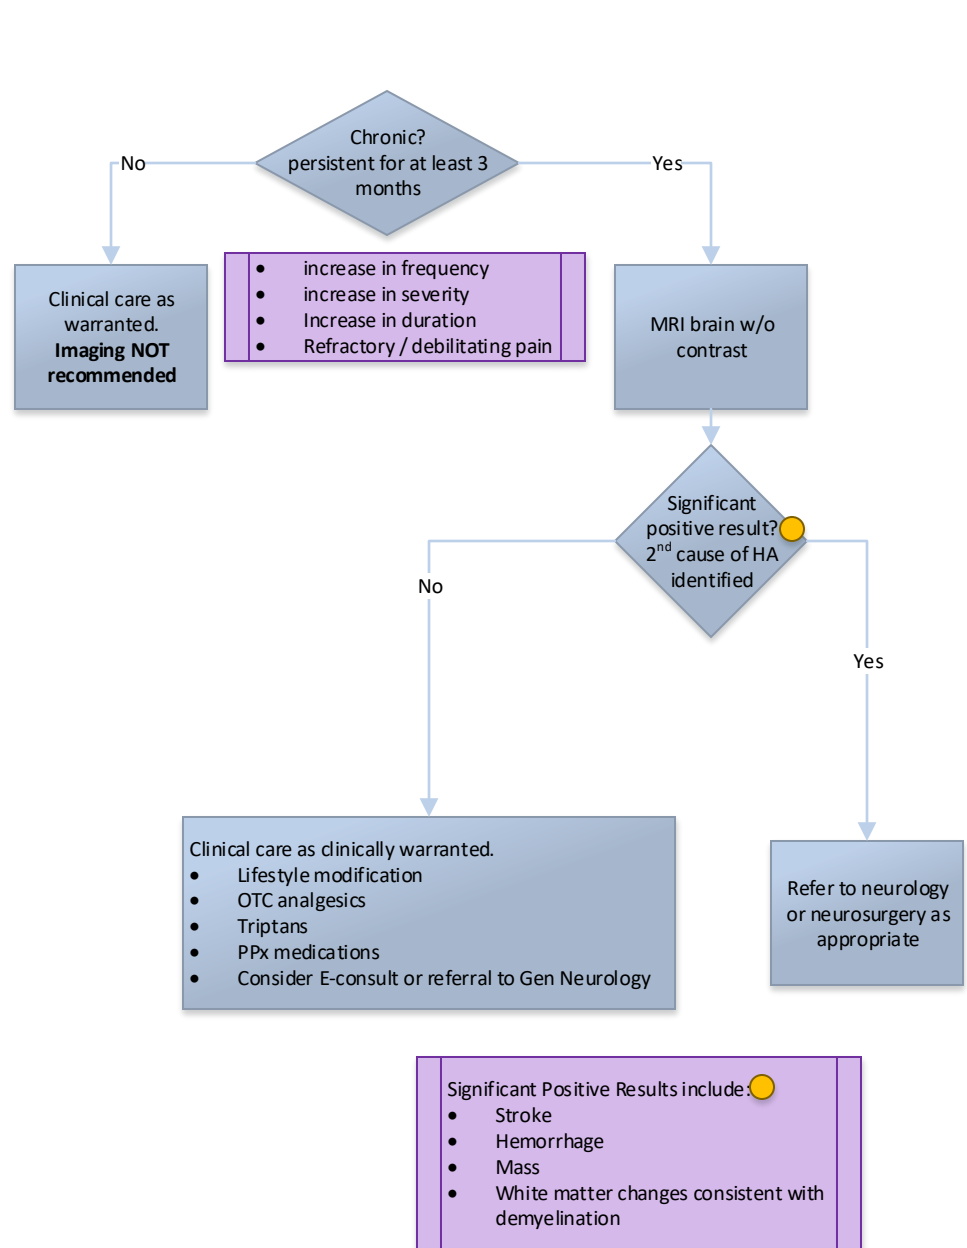 Chronic?
persistent for at least 3
months
No
Yes
Clinical care as
warranted.
Imaging NOT
recommended
• increase in frequency
• increase in severity
• Increase in duration
• Refractory / debilitating pain
MRI brain w/o
contrast
Significant
positive result?
2nd cause of HA
identified
No
Yes
Clinical care as clinically warranted.
• Lifestyle modification
• OTC analgesics
• Triptans
• PPx medications
• Consider E-consult or referral to Gen Neurology
Refer to neurology
or neurosurgery as
appropriate
Significant Positive Results include:
• Stroke
• Hemorrhage
• Mass
• White matter changes consistent with
demyelination